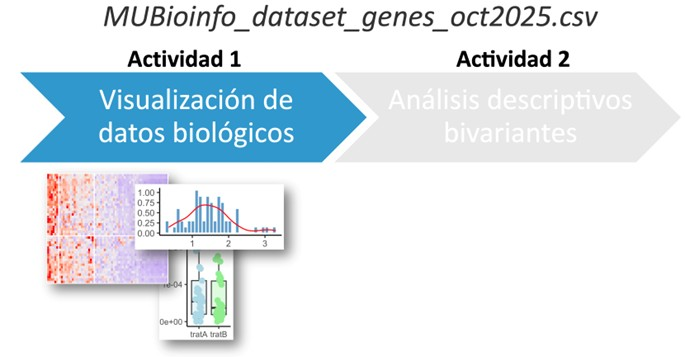 MUBioinfo_dataset_genes_oct2025.csv
Actividad 1
Actividad 2
Visualización de
datos biológicos
Análisis descriptivos
bivariantes
1.00
0.75
0.50
0.25
0.00
1 2 3
e-04
0e+00
tratA tratB